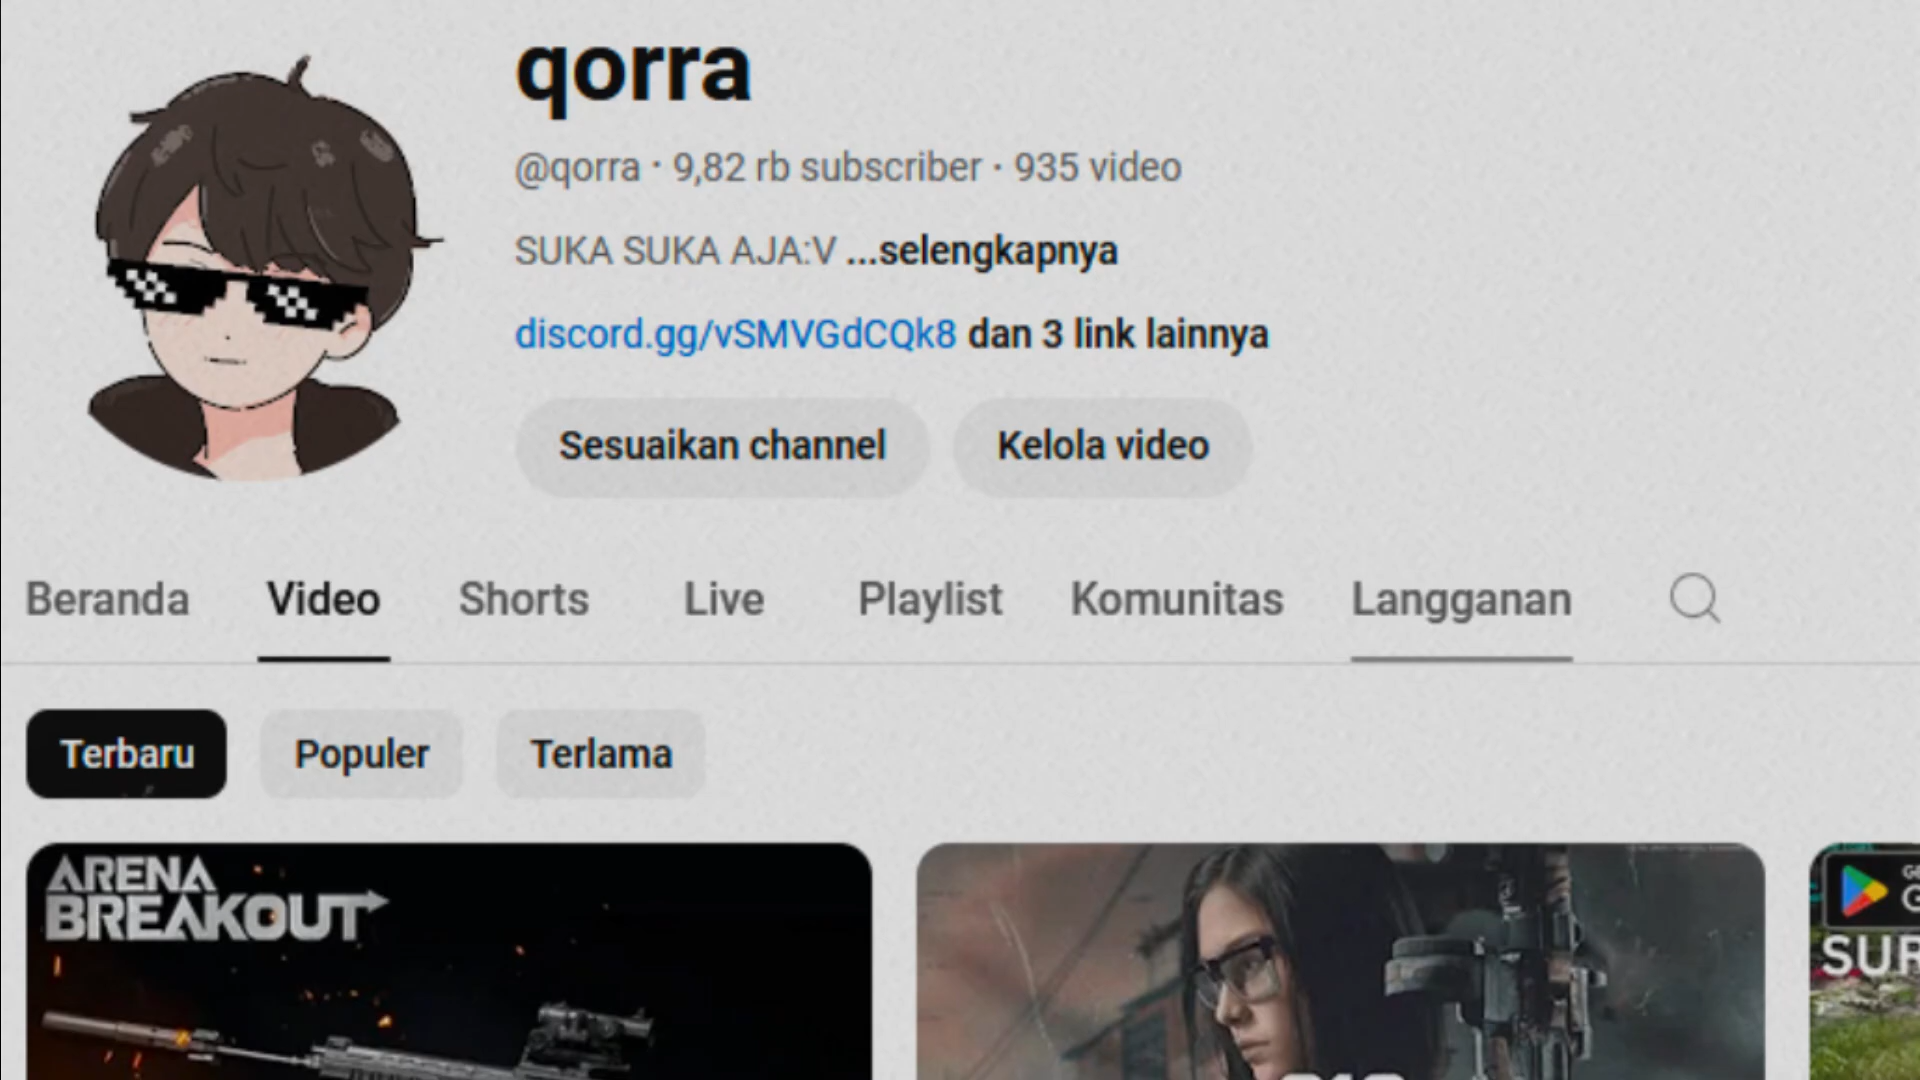 qorra
@qorra · 9,82 rb subscriber · 935 video
SUKA SUKA AJA:V ...selengkapnya
discord.gg/vSMVGdCQk8 dan 3 link lainnya
Sesuaikan channel Kelola video
Beranda Video Shorts Live Playlist Komunitas Langganan
Terbaru Populer Terlama
ARENA
BREAKOUT